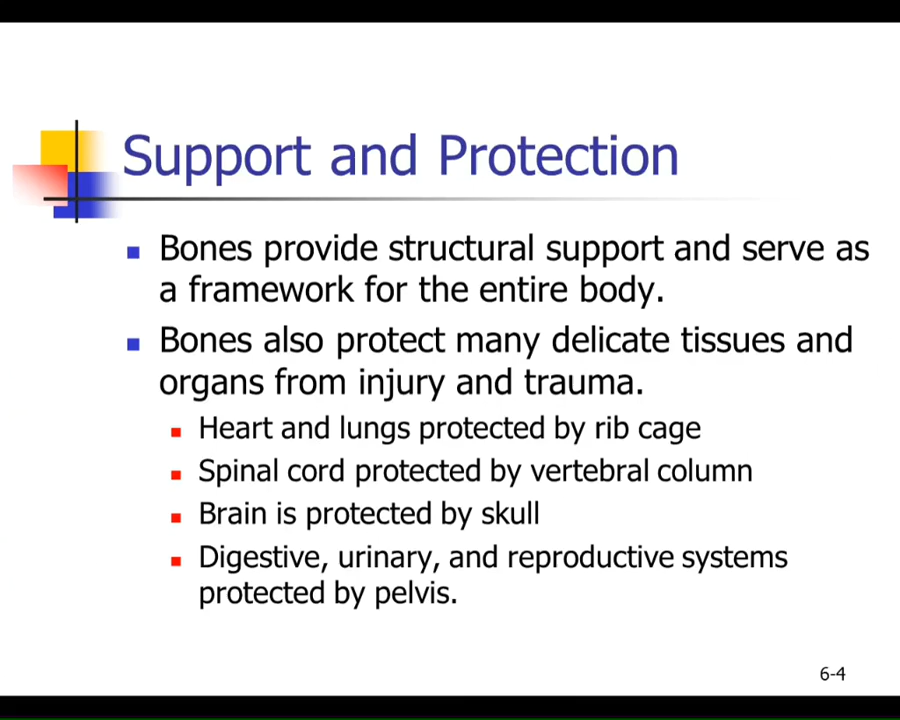 Support and Protection
Bones provide structural support and serve as
a framework for the entire body.
Bones also protect many delicate tissues and
organs from injury and trauma.
Heart and lungs protected by rib cage
Spinal cord protected by vertebral column
Brain is protected by skull
Digestive, urinary, and reproductive systems
protected by pelvis.
6-4